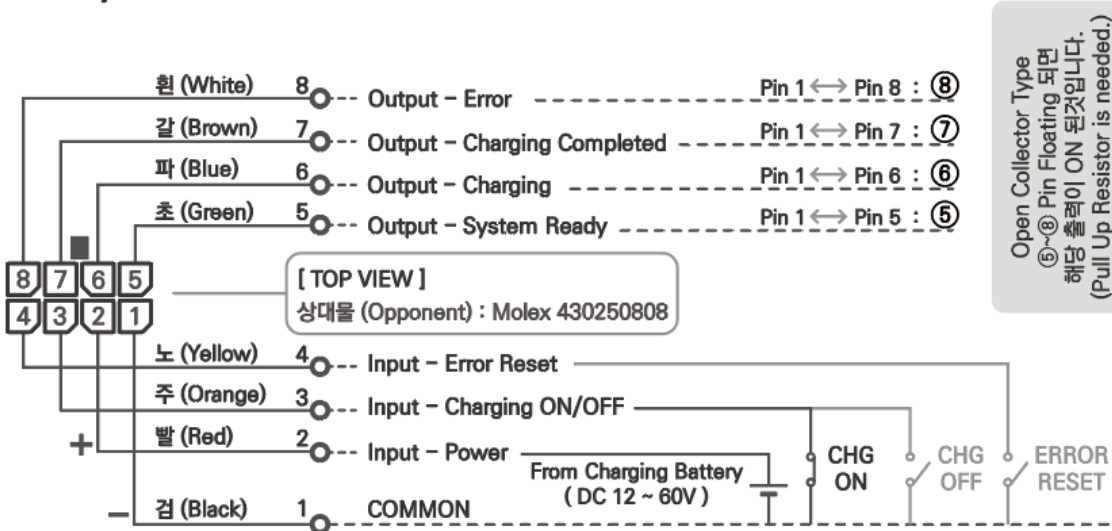 흰 (White) 8 Output - Error Pin 1 ↔ Pin 8 : ⑧
갈 (Brown) 7 Output - Charging Completed Pin 1 ↔ Pin 7 : ⑦
파 (Blue) 6 Output - Charging Pin 1 ↔ Pin 6 : ⑥
초 (Green) 5 Output - System Ready Pin 1 ↔ Pin 5 : ⑤
Open Collector Type
⑤~⑧ Pin Floating 되면
해당 출력이 ON 된것입니다.
(Pull Up Resistor is needed.)
8 7 6 5
4 3 2 1
[ TOP VIEW ]
상대물 (Opponent) : Molex 430250808
노 (Yellow) 4 Input - Error Reset
주 (Orange) 3 Input - Charging ON/OFF
+ 빨 (Red) 2 Input - Power
From Charging Battery
( DC 12 ~ 60V )
CHG
ON
CHG
OFF
ERROR
RESET
- 검 (Black) 1 COMMON